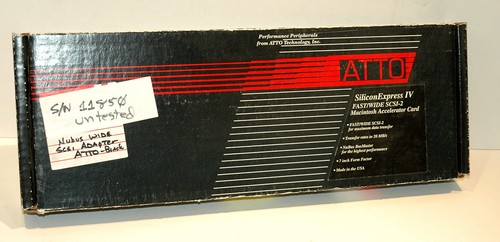 Performance Peripherals
from ATTO Technology, Inc.
ATTO
SiliconExpress IV
FAST/WIDE SCSI-2
Macintosh Accelerator Card
• FAST/WIDE SCSI-2
for maximum data transfer
• Transfer rates to 20 MB/s
• NuBus BusMaster
for the highest performance
• 7 inch Form Factor
• Made in the USA
S/N 11850
untested
NUBUS WIDE
SCSI ADAPTER
ATTO-Black